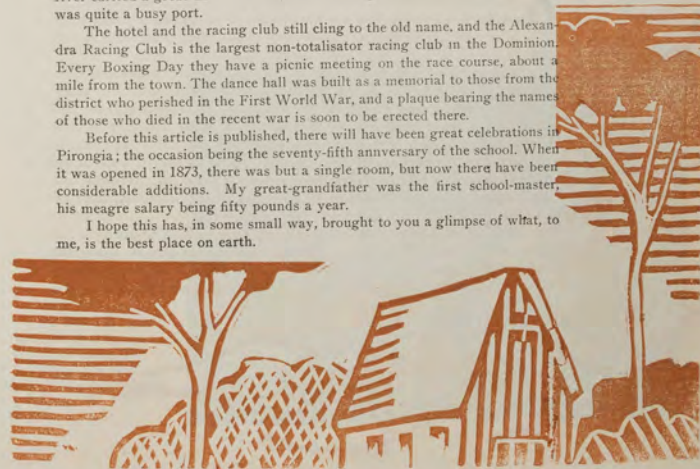 was quite a busy port.
The hotel and the racing club still cling to the old name, and the Alexan-
dra Racing Club is the largest non-totalisator racing club in the Dominion.
Every Boxing Day they have a picnic meeting on the race course, about a
mile from the town. The dance hall was built as a memorial to those from the
district who perished in the First World War, and a plaque bearing the names
of those who died in the recent war is soon to be erected there.
Before this article is published, there will have been great celebrations in
Pirongia; the occasion being the seventy-fifth annversary of the school. When
it was opened in 1873, there was but a single room, but now there have been
considerable additions. My great-grandfather was the first school-master,
his meagre salary being fifty pounds a year.
I hope this has, in some small way, brought to you a glimpse of what, to
me, is the best place on earth.